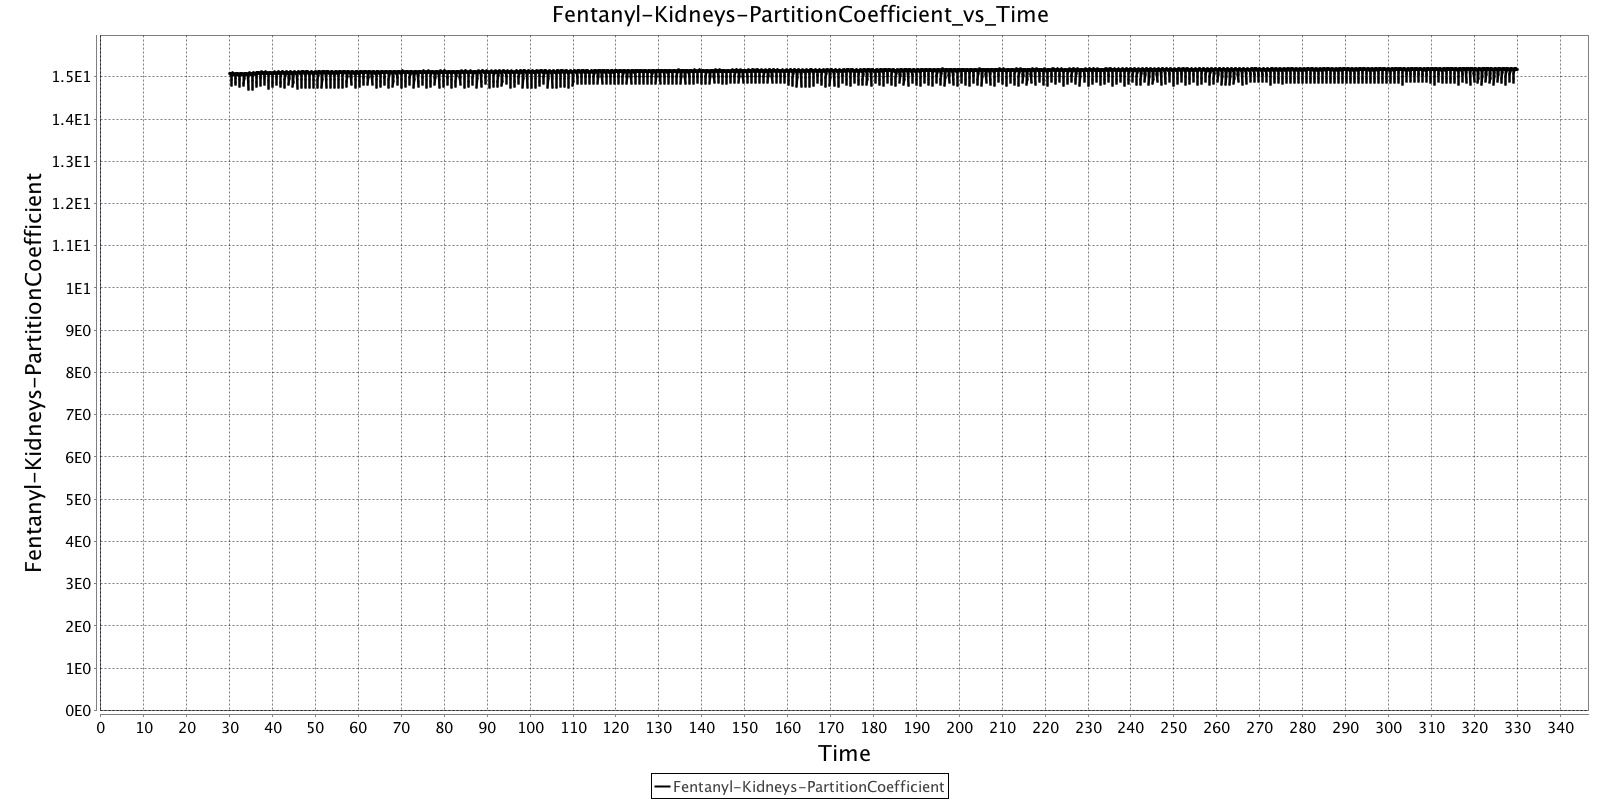 Fentanyl-Kidneys-PartitionCoefficient_vs_Time
Fentanyl-Kidneys-PartitionCoefficient
1.5E1
1.4E1
1.3E1
1.2E1
1.1E1
1E1
9E0
8E0
7E0
6E0
5E0
4E0
3E0
2E0
1E0
0E0
0 10 20 30 40 50 60 70 80 90 100 110 120 130 140 150 160 170 180 190 200 210 220 230 240 250 260 270 280 290 300 310 320 330 340
Time
Fentanyl-Kidneys-PartitionCoefficient